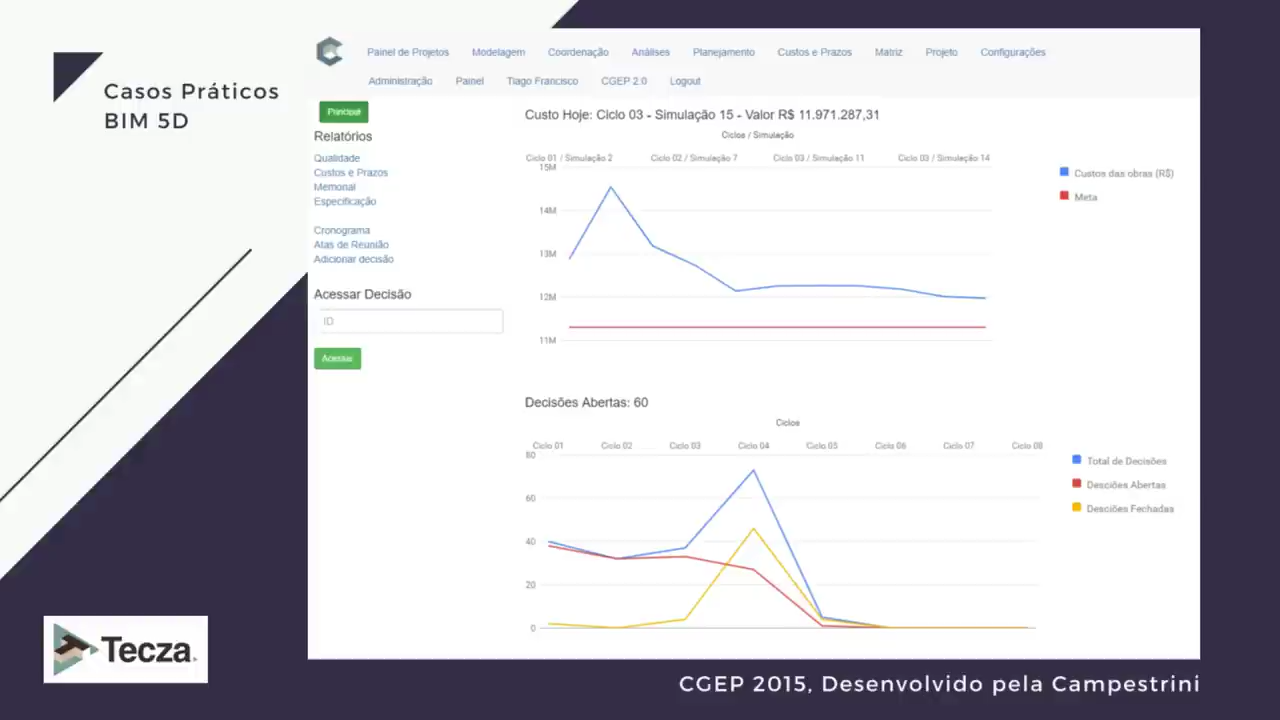 Casos Práticos
BIM 5D
Painel de Projetos Modelagem Coordenação Análises Planejamento Custos e Prazos Matriz Projeto Configurações
Administração Painel Tiago Francisco CGEP 2.0 Logout
Principal
Relatórios
Qualidade
Custos e Prazos
Memorial
Especificação
Cronograma
Atas de Reunião
Adicionar decisão
Acessar Decisão
ID
Acessar
Custo Hoje: Ciclo 03 - Simulação 15 - Valor R$ 11.971.287,31
Ciclos / Simulação
Ciclo 01 / Simulação 2 Ciclo 02 / Simulação 7 Ciclo 03 / Simulação 11 Ciclo 03 / Simulação 14
15M
14M
13M
12M
11M
Custos das obras (R$)
Meta
Decisões Abertas: 60
Ciclos
Ciclo 01 Ciclo 02 Ciclo 03 Ciclo 04 Ciclo 05 Ciclo 06 Ciclo 07 Ciclo 08
80
60
40
20
0
Total de Decisões
Desciões Abertas
Desciões Fechadas
Tecza
CGEP 2015, Desenvolvido pela Campestrini